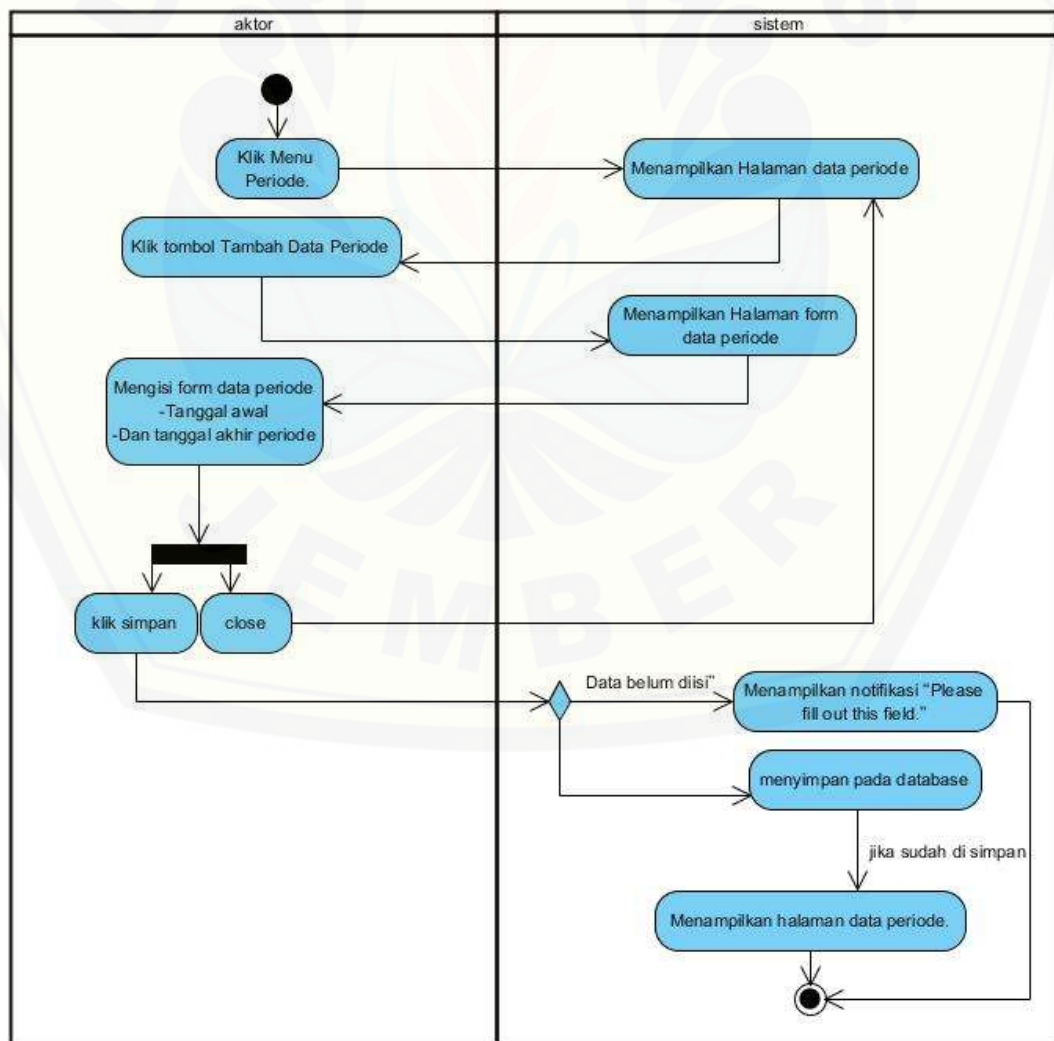 aktor
sistem
Klik Menu
Periode.
Menampilkan Halaman data periode
Klik tombol Tambah Data Periode
Menampilkan Halaman form
data periode
Mengisi form data periode
-Tanggal awal
-Dan tanggal akhir periode
klik simpan
close
Data belum diisi”
Menampilkan notifikasi “Please
fill out this field.”
menyimpan pada database
jika sudah di simpan
Menampilkan halaman data periode.
JEMBER